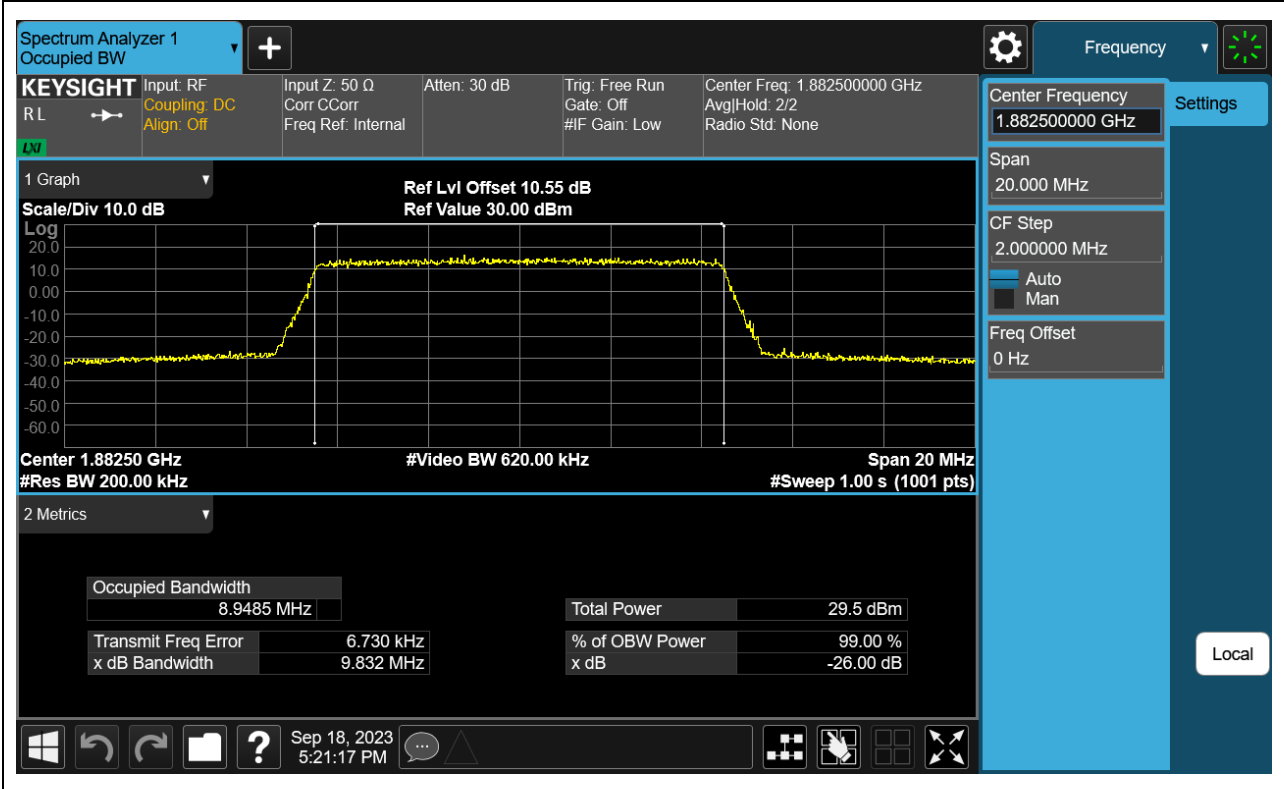 Spectrum Analyzer 1
Occupied BW
+
Frequency
KEYSIGHT
R L
LXI
Input: RF
Coupling: DC
Align: Off
Input Z: 50 Ω
Corr CCorr
Freq Ref: Internal
Atten: 30 dB
Trig: Free Run
Gate: Off
#IF Gain: Low
Center Freq: 1.882500000 GHz
Avg|Hold: 2/2
Radio Std: None
Center Frequency
1.882500000 GHz
Settings
Span
20.000 MHz
CF Step
2.000000 MHz
Auto
Man
Freq Offset
0 Hz
1 Graph
Scale/Div 10.0 dB
Ref Lvl Offset 10.55 dB
Ref Value 30.00 dBm
Log
20.0
10.0
0.00
-10.0
-20.0
-30.0
-40.0
-50.0
-60.0
Center 1.88250 GHz
#Video BW 620.00 kHz
Span 20 MHz
#Res BW 200.00 kHz
#Sweep 1.00 s (1001 pts)
2 Metrics
Occupied Bandwidth
8.9485 MHz
Total Power 29.5 dBm
Transmit Freq Error 6.730 kHz
% of OBW Power 99.00 %
x dB Bandwidth 9.832 MHz
x dB -26.00 dB
Local
?
Sep 18, 2023
5:21:17 PM